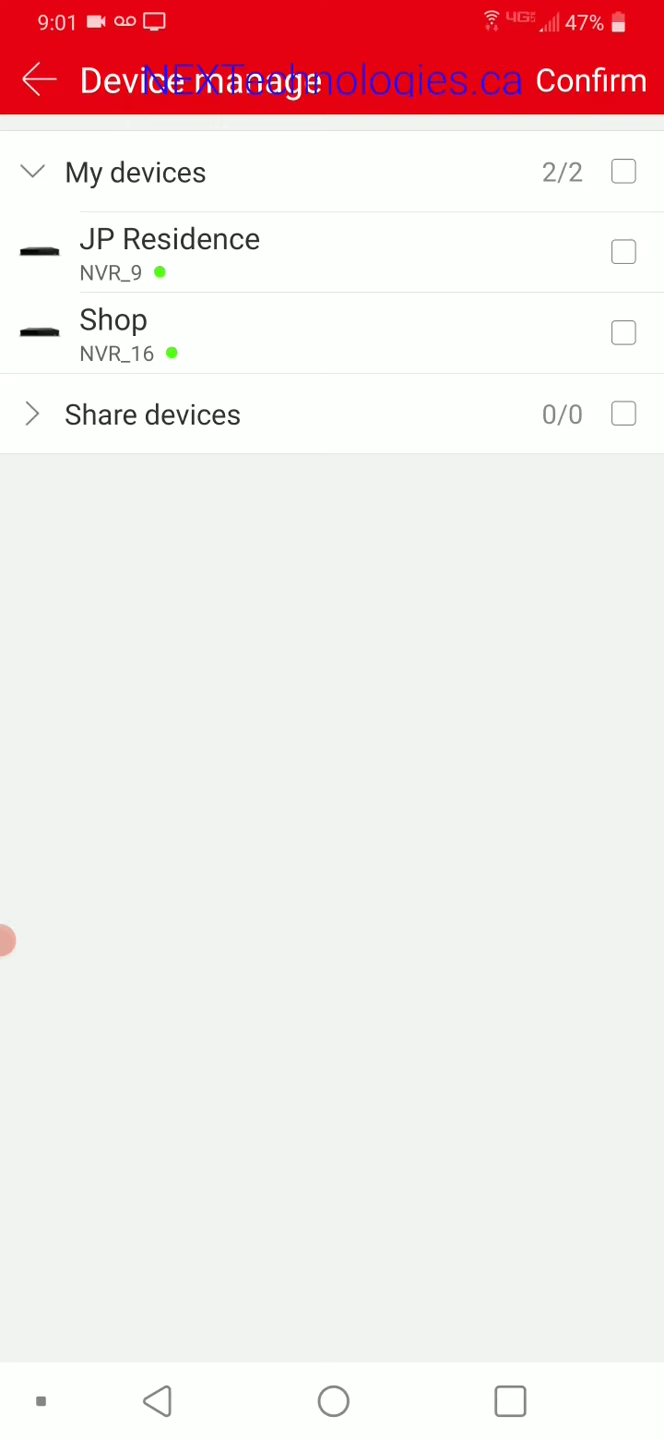 9:01 4G 47%
Device manage NEXTechnologies.ca Confirm
My devices 2/2
JP Residence
NVR_9
Shop
NVR_16
Share devices 0/0